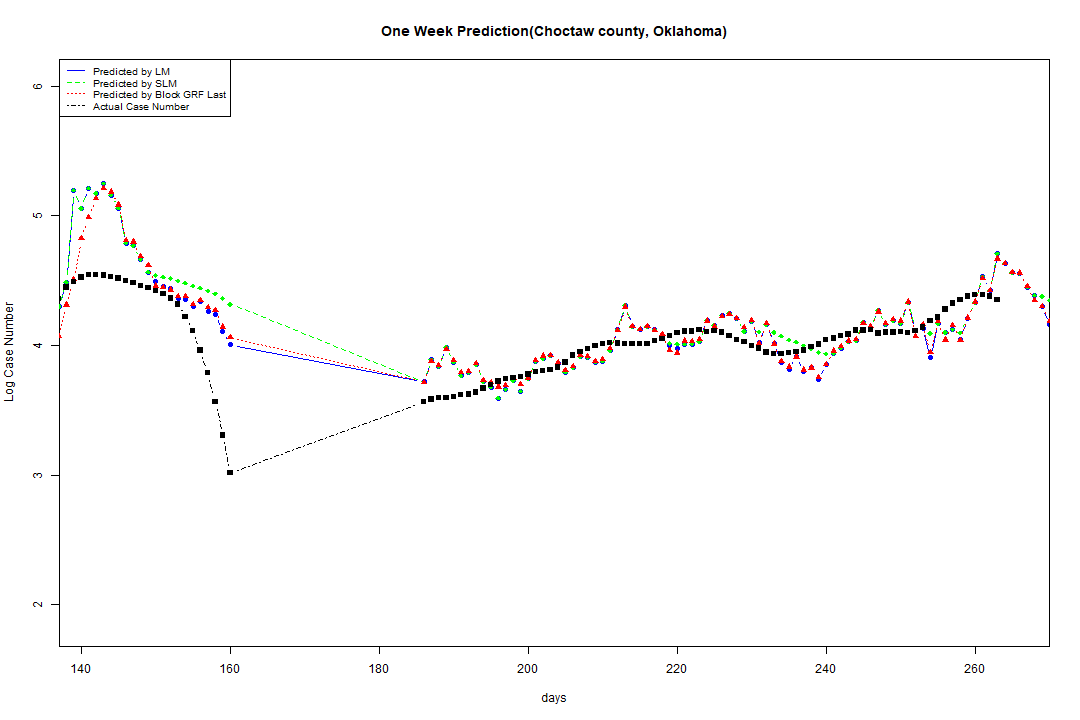 One Week Prediction(Choctaw county, Oklahoma)
Predicted by LM
Predicted by SLM
Predicted by Block GRF Last
Actual Case Number
6
5
4
3
2
Log Case Number
140 160 180 200 220 240 260
days